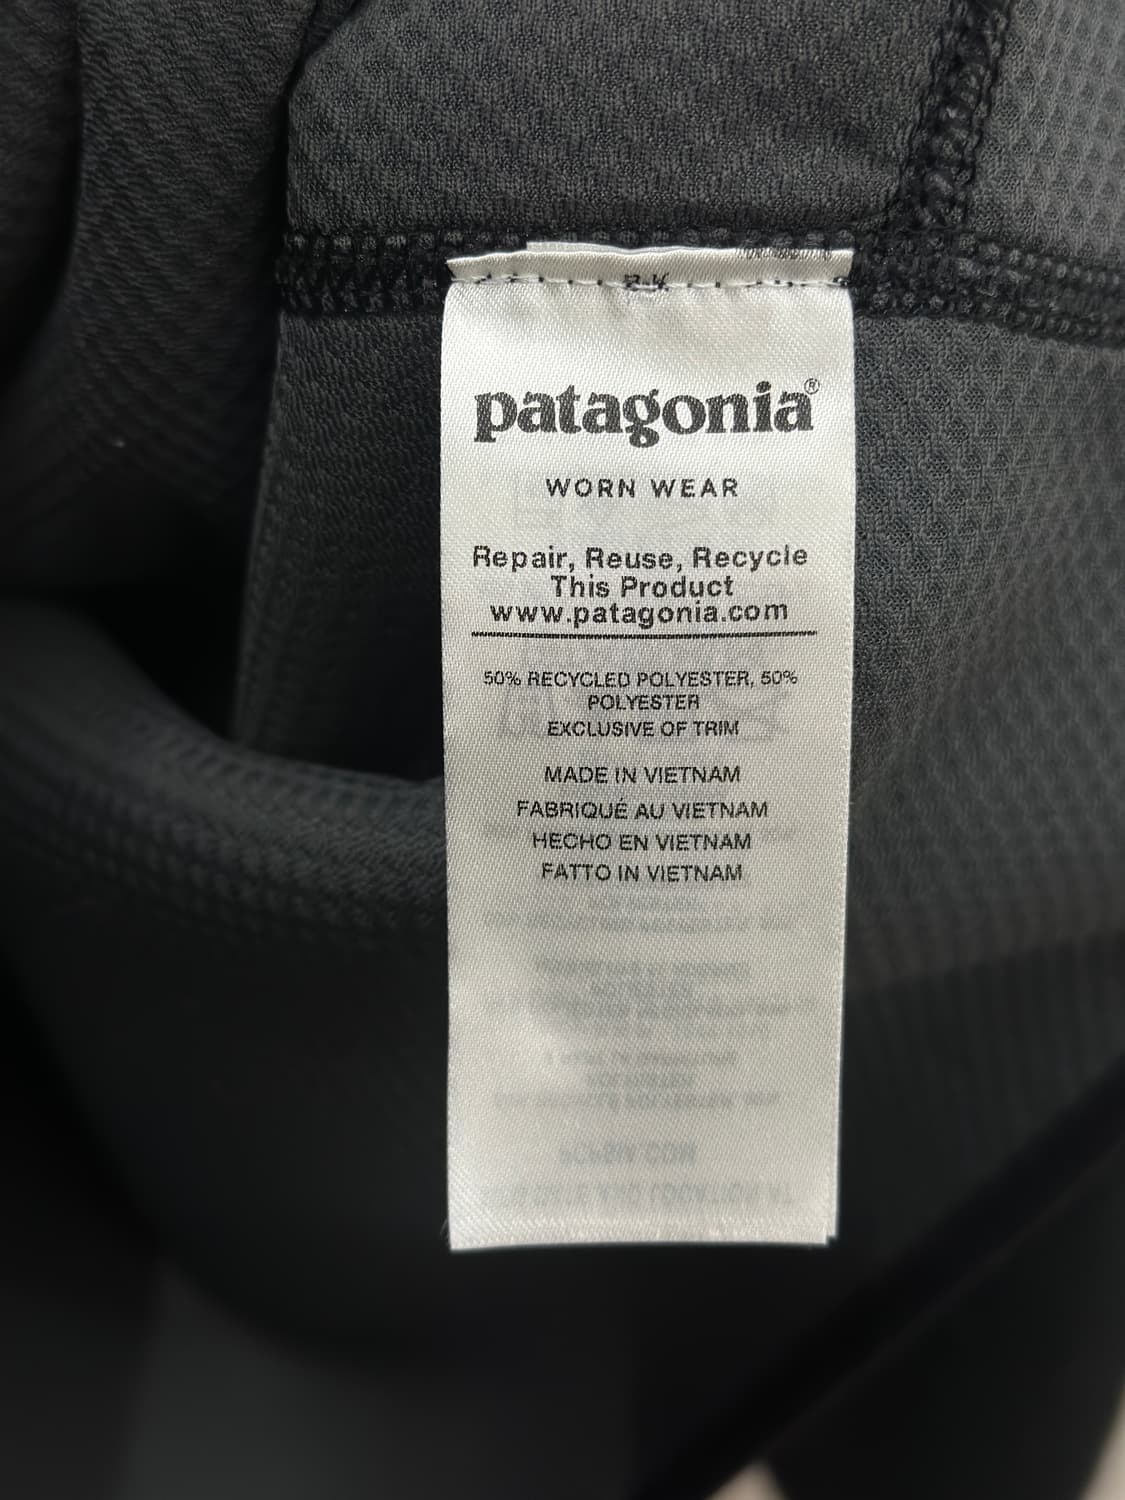 patagonia®
WORN WEAR
Repair, Reuse, Recycle
This Product
www.patagonia.com
50% RECYCLED POLYESTER, 50%
POLYESTER
EXCLUSIVE OF TRIM
MADE IN VIETNAM
FABRIQUÉ AU VIETNAM
HECHO EN VIETNAM
FATTO IN VIETNAM